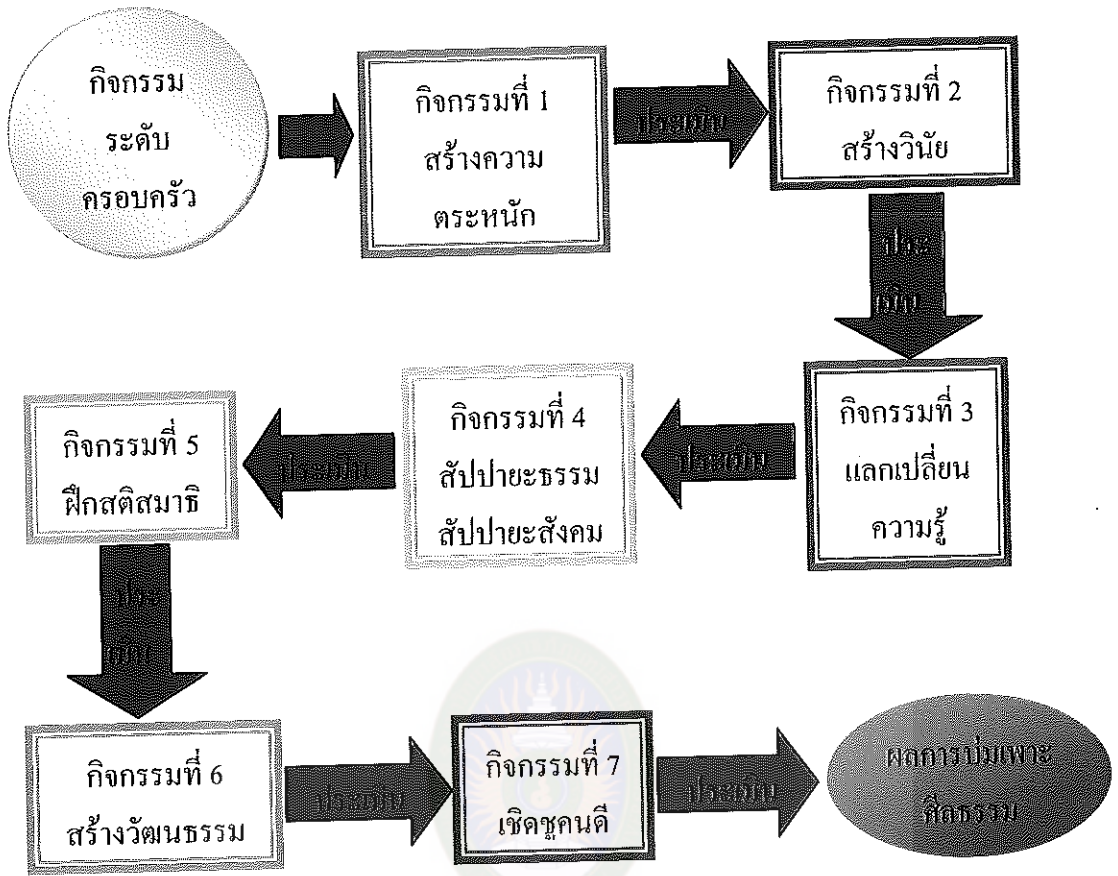 กิจกรรม
ระดับ
ครอบครัว
กิจกรรมที่ 1
สร้างความ
ตระหนัก
ประเมิน
กิจกรรมที่ 2
สร้างวินัย
ประ
เมิน
กิจกรรมที่ 3
แลกเปลี่ยน
ความรู้
ประเมิน
กิจกรรมที่ 4
สัปปายะธรรม
สัปปายะสังคม
ประเมิน
กิจกรรมที่ 5
ฝึกสติสมาธิ
ประ
เมิน
กิจกรรมที่ 6
สร้างวัฒนธรรม
ประเมิน
กิจกรรมที่ 7
เชิดชูคนดี
ประเมิน
ผลการบ่มเพาะ
ศีลธรรม